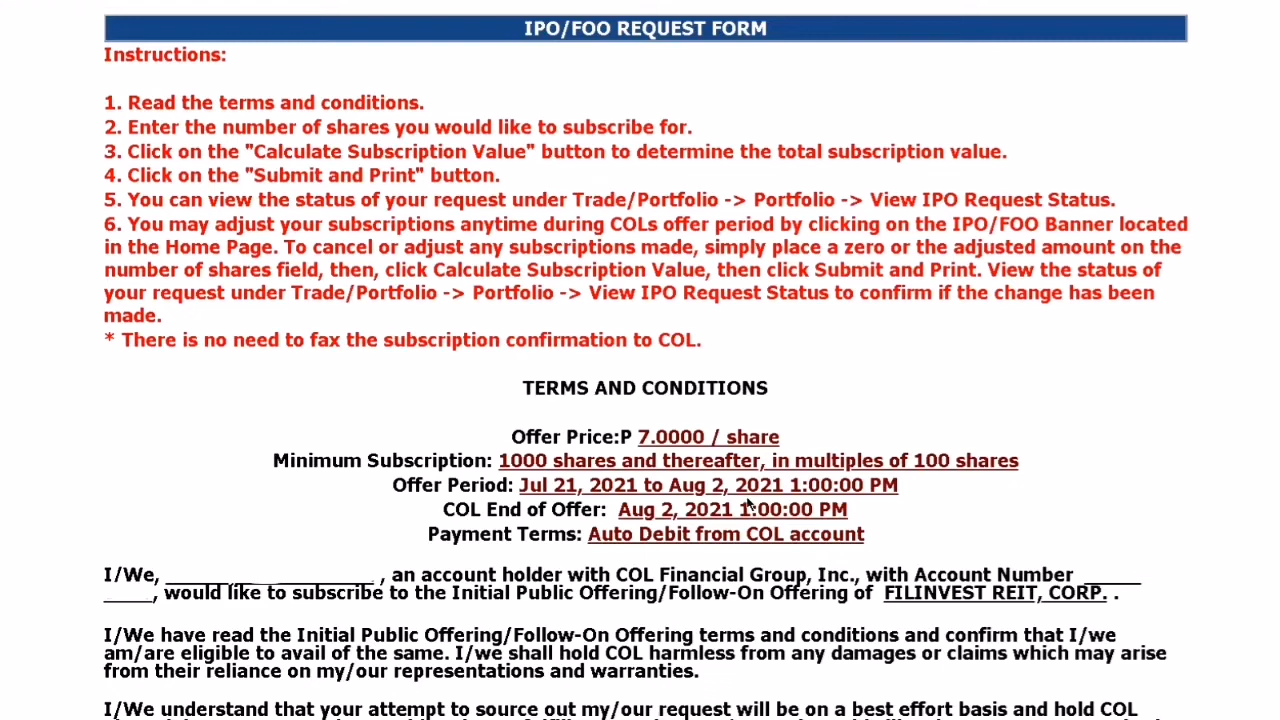 IPO/FOO REQUEST FORM
Instructions:
1. Read the terms and conditions.
2. Enter the number of shares you would like to subscribe for.
3. Click on the "Calculate Subscription Value" button to determine the total subscription value.
4. Click on the "Submit and Print" button.
5. You can view the status of your request under Trade/Portfolio -> Portfolio -> View IPO Request Status.
6. You may adjust your subscriptions anytime during COLs offer period by clicking on the IPO/FOO Banner located
in the Home Page. To cancel or adjust any subscriptions made, simply place a zero or the adjusted amount on the
number of shares field, then, click Calculate Subscription Value, then click Submit and Print. View the status of
your request under Trade/Portfolio -> Portfolio -> View IPO Request Status to confirm if the change has been
made.
* There is no need to fax the subscription confirmation to COL.
TERMS AND CONDITIONS
Offer Price:P 7.0000 / share
Minimum Subscription: 1000 shares and thereafter, in multiples of 100 shares
Offer Period: Jul 21, 2021 to Aug 2, 2021 1:00:00 PM
COL End of Offer: Aug 2, 2021 1:00:00 PM
Payment Terms: Auto Debit from COL account
I/We, ____________________ , an account holder with COL Financial Group, Inc., with Account Number ______
_____, would like to subscribe to the Initial Public Offering/Follow-On Offering of FILINVEST REIT, CORP. .
I/We have read the Initial Public Offering/Follow-On Offering terms and conditions and confirm that I/we
am/are eligible to avail of the same. I/we shall hold COL harmless from any damages or claims which may arise
from their reliance on my/our representations and warranties.
I/We understand that your attempt to source out my/our request will be on a best effort basis and hold COL